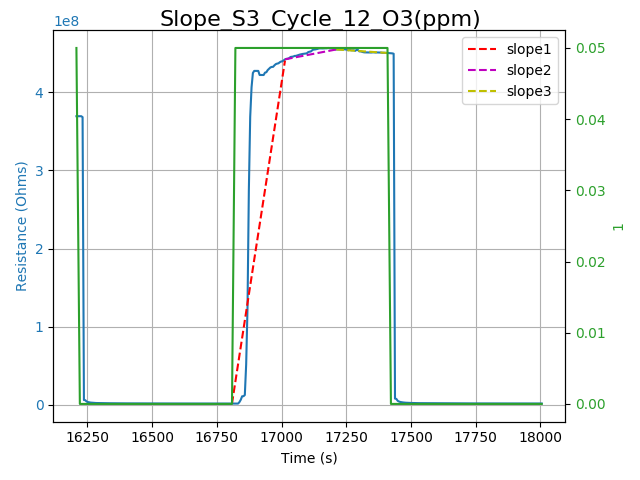 Slope_S3_Cycle_12_O3(ppm)
1e8
4
3
2
1
0
Resistance (Ohms)
slope1
slope2
slope3
0.05
0.04
0.03
0.02
0.01
0.00
1
16250 16500 16750 17000 17250 17500 17750 18000
Time (s)